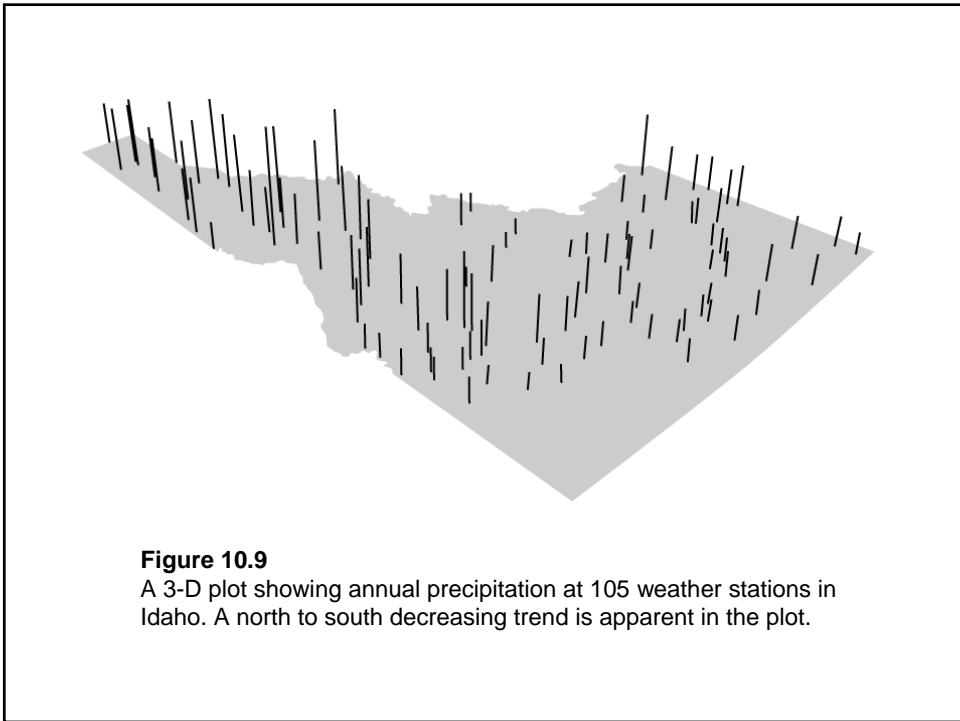 Figure 10.9
A 3-D plot showing annual precipitation at 105 weather stations in
Idaho. A north to south decreasing trend is apparent in the plot.